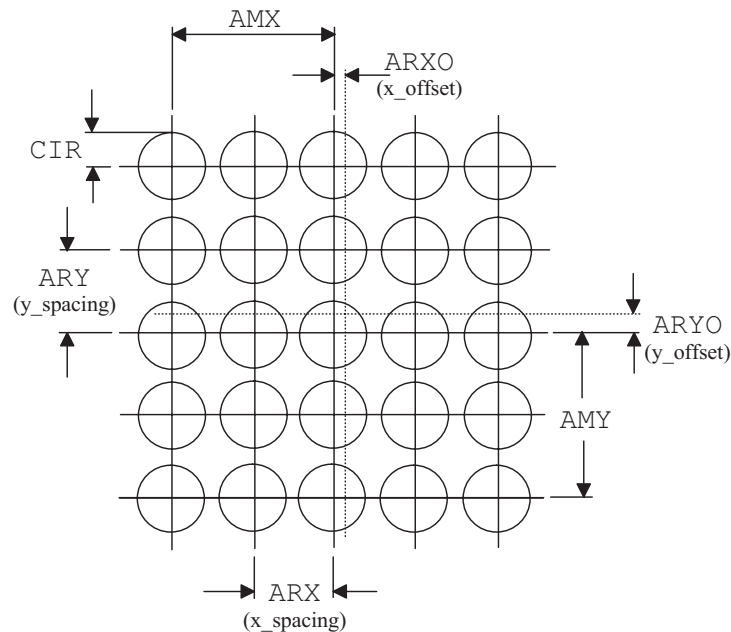 AMX
ARXO
(x_offset)
CIR
ARY
(y_spacing)
ARYO
(y_offset)
AMY
ARX
(x_spacing)